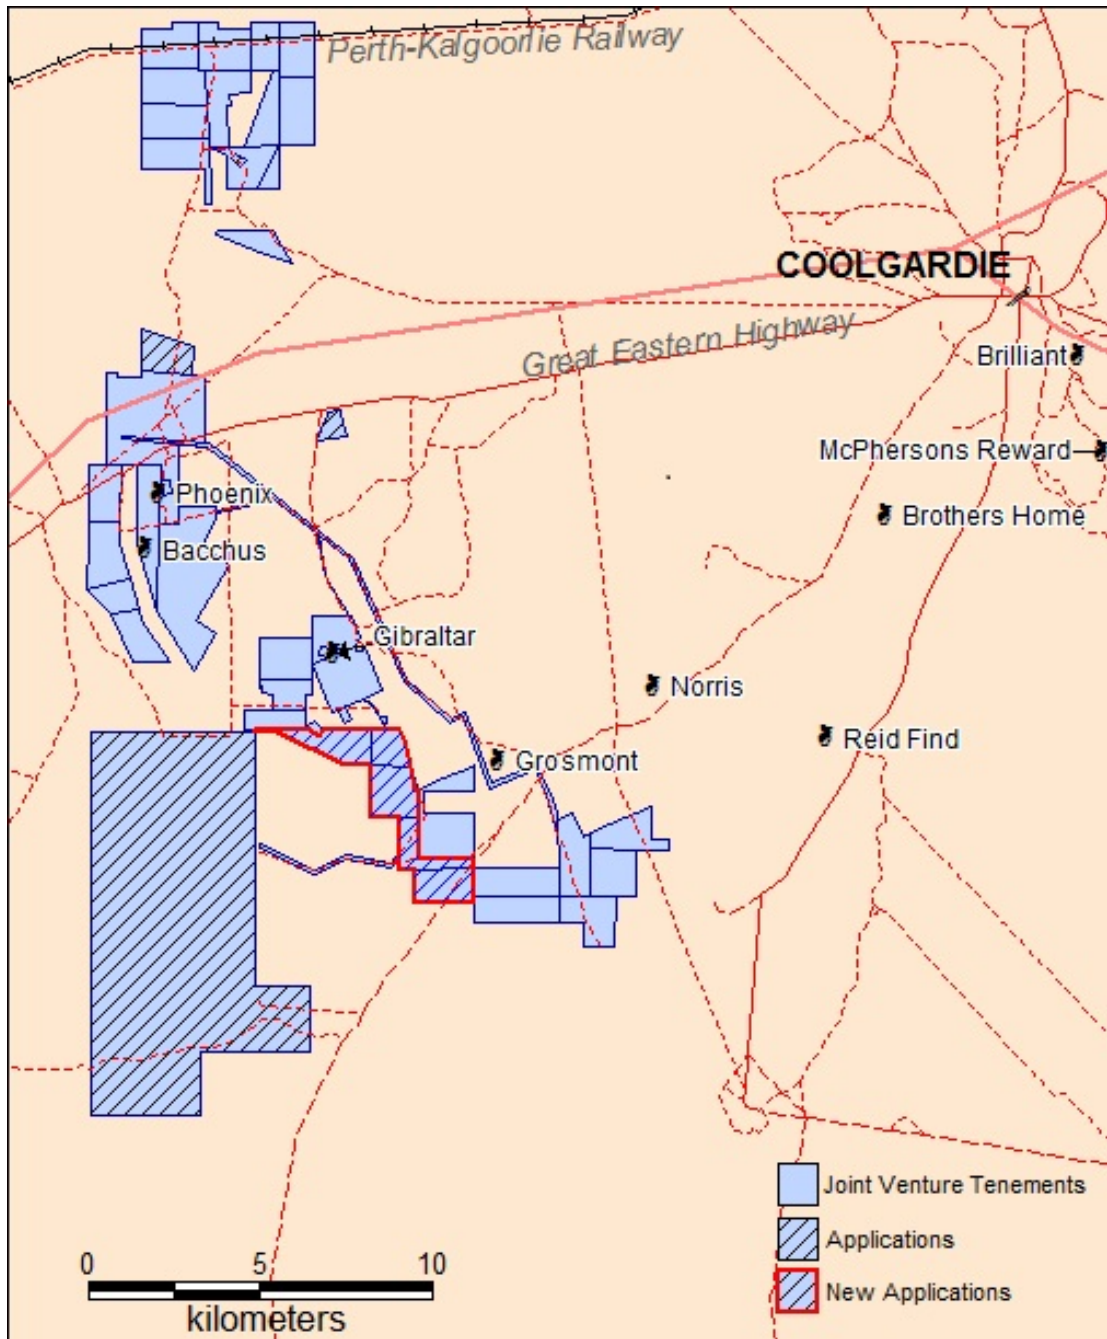 Perth-Kalgoorlie Railway
COOLGARDIE
Great Eastern Highway
Brilliant
McPhersons Reward
Phoenix
Brothers Home
Bacchus
Gibraltar
Norris
Reid Find
Grosmont
Joint Venture Tenements
Applications
New Applications
0 5 10
kilometers